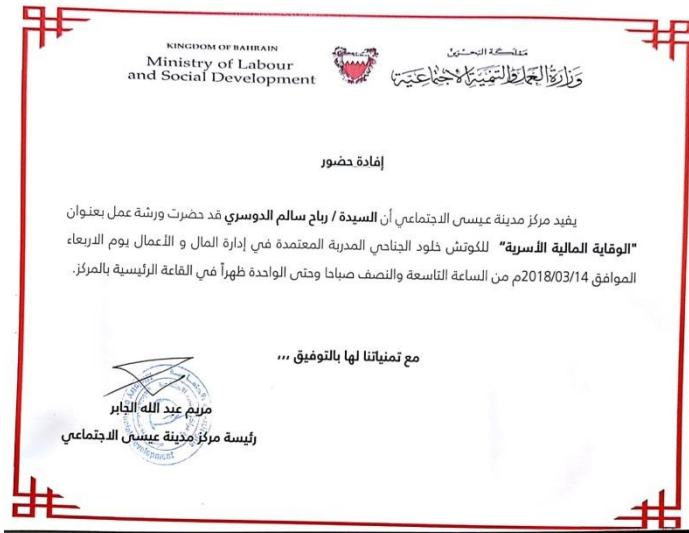 KINGDOM OF BAHRAIN
Ministry of Labour
and Social Development
مملكة البحرين
وزارة العمل والتنمية الاجتماعية
إفادة حضور
يفيد مركز مدينة عيسى الاجتماعي أن السيدة / رباح سالم الدوسري قد حضرت ورشة عمل بعنوان
"الوقاية المالية الأسرية" للكوتش خلود الجناحي المدربة المعتمدة في إدارة المال و الأعمال يوم الاربعاء
الموافق 2018/03/14م من الساعة التاسعة والنصف صباحا وحتى الواحدة ظهراً في القاعة الرئيسية بالمركز.
مع تمنياتنا لها بالتوفيق ,,,
مريم عبد الله الجابر
رئيسة مركز مدينة عيسى الاجتماعي